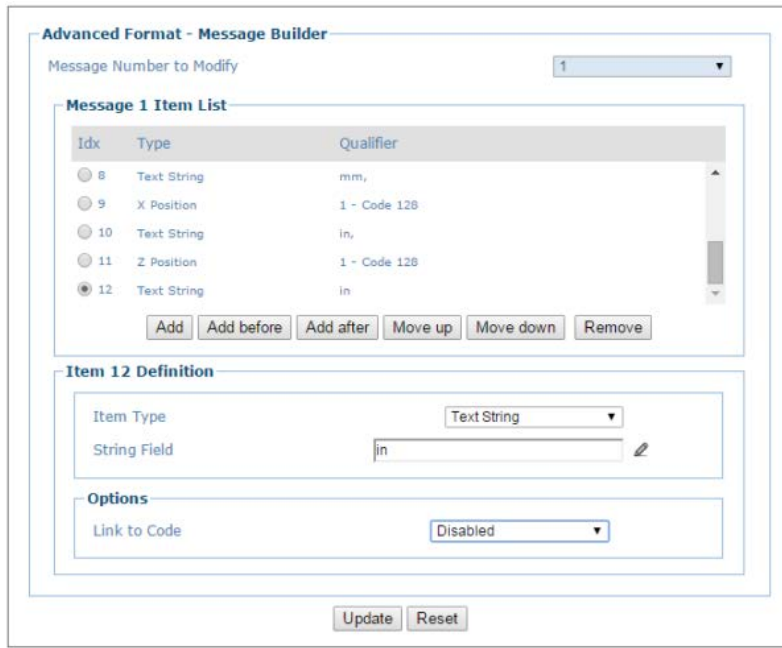 Advanced Format - Message Builder
Message Number to Modify 1
Message 1 Item List
Idx Type Qualifier
8 Text String mm,
9 X Position 1 - Code 128
10 Text String in,
11 Z Position 1 - Code 128
12 Text String in
Add Add before Add after Move up Move down Remove
Item 12 Definition
Item Type Text String
String Field in
Options
Link to Code Disabled
Update Reset